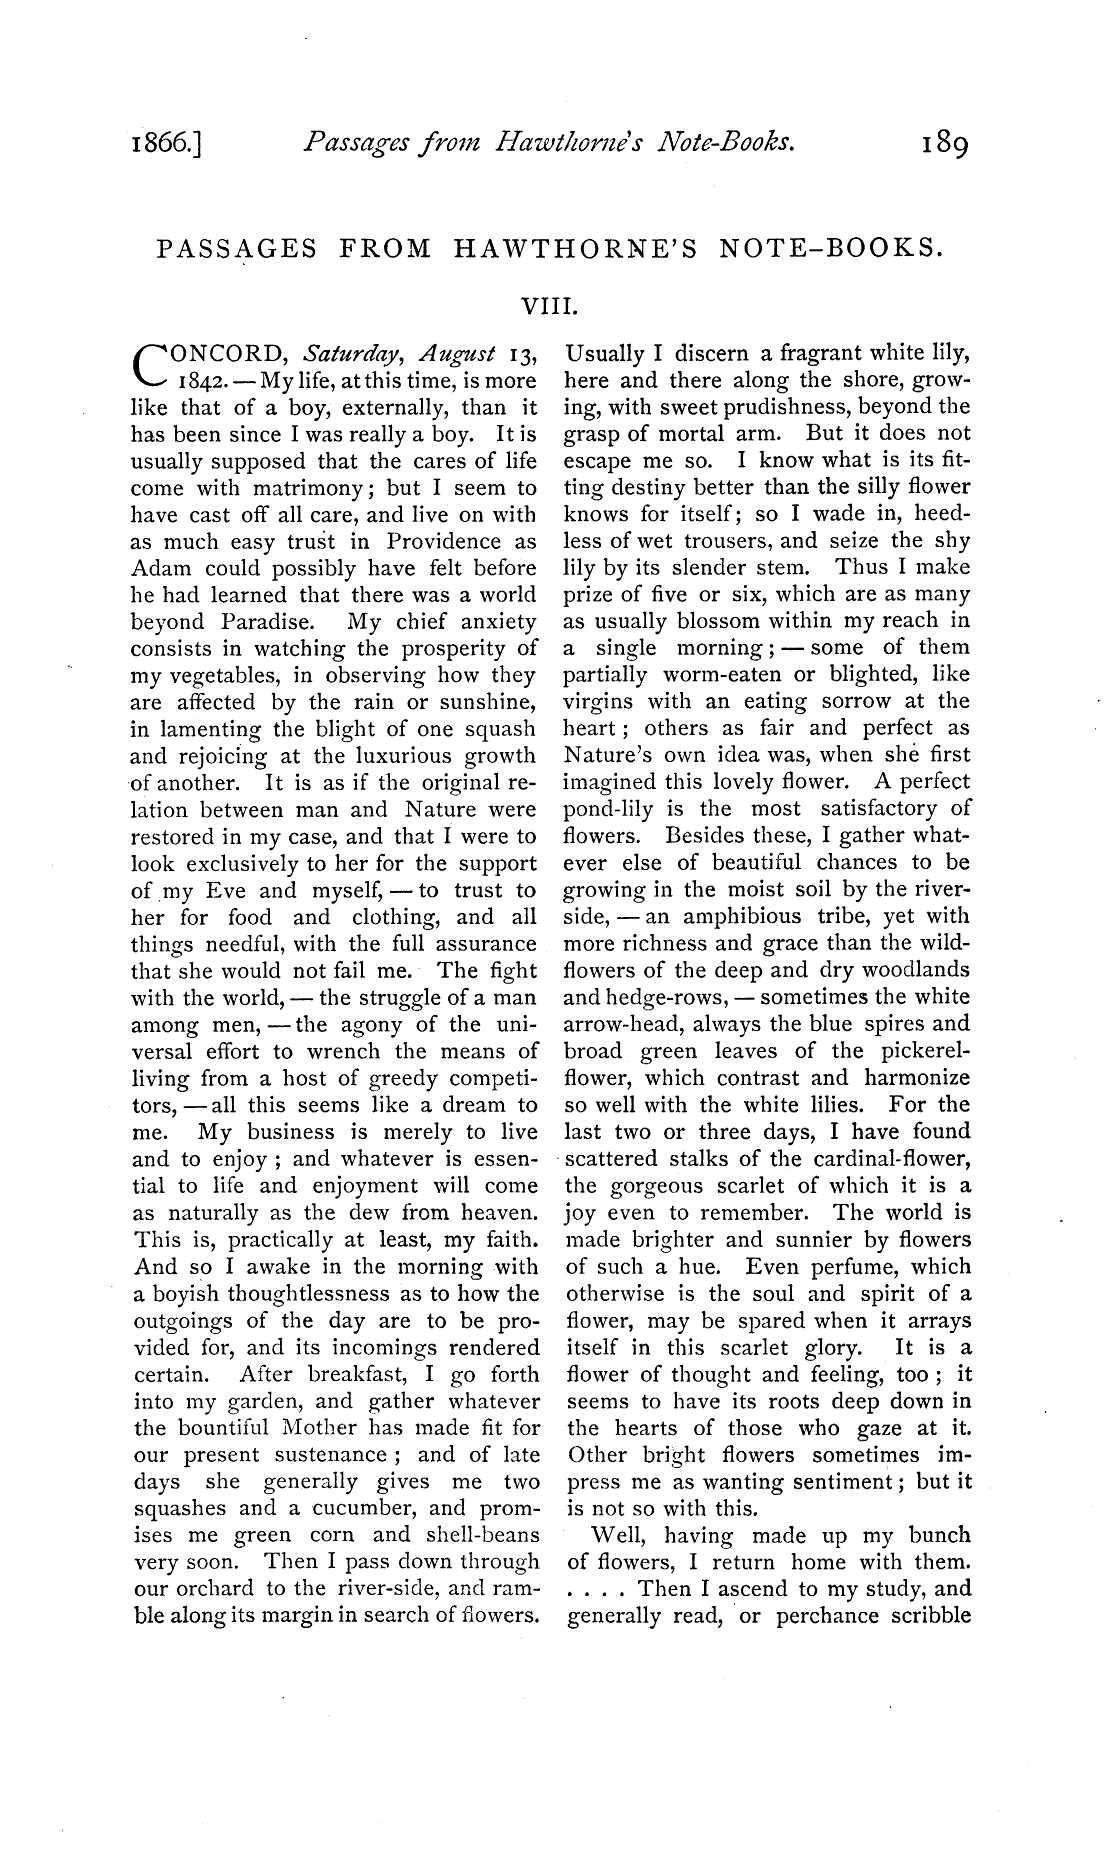 1866.] Passages from Hawthorne's Note-Books. 189
PASSAGES FROM HAWTHORNE'S NOTE-BOOKS.
VIII.
CONCORD, Saturday, August 13,
1842. — My life, at this time, is more
like that of a boy, externally, than it
has been since I was really a boy. It is
usually supposed that the cares of life
come with matrimony; but I seem to
have cast off all care, and live on with
as much easy trust in Providence as
Adam could possibly have felt before
he had learned that there was a world
beyond Paradise. My chief anxiety
consists in watching the prosperity of
my vegetables, in observing how they
are affected by the rain or sunshine,
in lamenting the blight of one squash
and rejoicing at the luxurious growth
of another. It is as if the original re-
lation between man and Nature were
restored in my case, and that I were to
look exclusively to her for the support
of my Eve and myself, — to trust to
her for food and clothing, and all
things needful, with the full assurance
that she would not fail me. The fight
with the world, — the struggle of a man
among men, — the agony of the uni-
versal effort to wrench the means of
living from a host of greedy competi-
tors, — all this seems like a dream to
me. My business is merely to live
and to enjoy; and whatever is essen-
tial to life and enjoyment will come
as naturally as the dew from heaven.
This is, practically at least, my faith.
And so I awake in the morning with
a boyish thoughtlessness as to how the
outgoings of the day are to be pro-
vided for, and its incomings rendered
certain. After breakfast, I go forth
into my garden, and gather whatever
the bountiful Mother has made fit for
our present sustenance; and of late
days she generally gives me two
squashes and a cucumber, and prom-
ises me green corn and shell-beans
very soon. Then I pass down through
our orchard to the river-side, and ram-
ble along its margin in search of flowers.
Usually I discern a fragrant white lily,
here and there along the shore, grow-
ing, with sweet prudishness, beyond the
grasp of mortal arm. But it does not
escape me so. I know what is its fit-
ting destiny better than the silly flower
knows for itself; so I wade in, heed-
less of wet trousers, and seize the shy
lily by its slender stem. Thus I make
prize of five or six, which are as many
as usually blossom within my reach in
a single morning; — some of them
partially worm-eaten or blighted, like
virgins with an eating sorrow at the
heart; others as fair and perfect as
Nature's own idea was, when she first
imagined this lovely flower. A perfect
pond-lily is the most satisfactory of
flowers. Besides these, I gather what-
ever else of beautiful chances to be
growing in the moist soil by the river-
side, — an amphibious tribe, yet with
more richness and grace than the wild-
flowers of the deep and dry woodlands
and hedge-rows, — sometimes the white
arrow-head, always the blue spires and
broad green leaves of the pickerel-
flower, which contrast and harmonize
so well with the white lilies. For the
last two or three days, I have found
scattered stalks of the cardinal-flower,
the gorgeous scarlet of which it is a
joy even to remember. The world is
made brighter and sunnier by flowers
of such a hue. Even perfume, which
otherwise is the soul and spirit of a
flower, may be spared when it arrays
itself in this scarlet glory. It is a
flower of thought and feeling, too; it
seems to have its roots deep down in
the hearts of those who gaze at it.
Other bright flowers sometimes im-
press me as wanting sentiment; but it
is not so with this.
Well, having made up my bunch
of flowers, I return home with them.
. . . . Then I ascend to my study, and
generally read, or perchance scribble